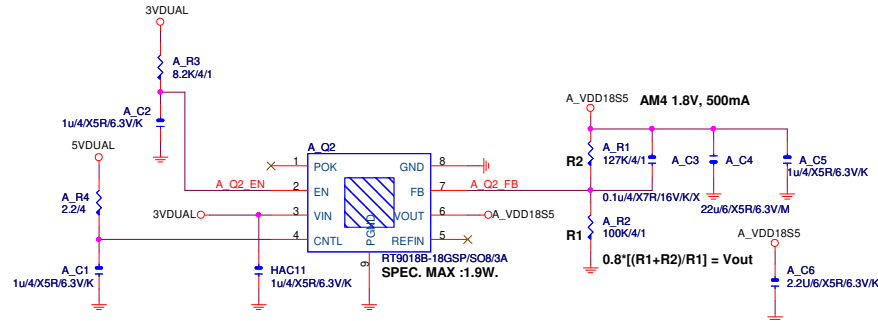 3VDUAL
A_R3
8.2K/4/1
A_C2
1u/4/X5R/6.3V/K
5VDUAL
A_R4
2.2/4
A_C1
1u/4/X5R/6.3V/K
A_Q2_EN
3VDUAL
HAC11
1u/4/X5R/6.3V/K
A_Q2
1 POK GND 8
2 EN FB 7
3 VIN VOUT 6
4 CNTL REFIN 5
PGND
9
RT9018B-18GSP/SO8/3A
SPEC. MAX :1.9W.
A_Q2_FB
A_VDD18S5
A_VDD18S5
AM4 1.8V, 500mA
R2
A_R1
127K/4/1
A_C3
0.1u/4/X7R/16V/K/X
A_C4
22u/6/X5R/6.3V/M
A_C5
1u/4/X5R/6.3V/K
R1
A_R2
100K/4/1
0.8*[(R1+R2)/R1] = Vout
A_VDD18S5
A_C6
2.2U/6/X5R/6.3V/K